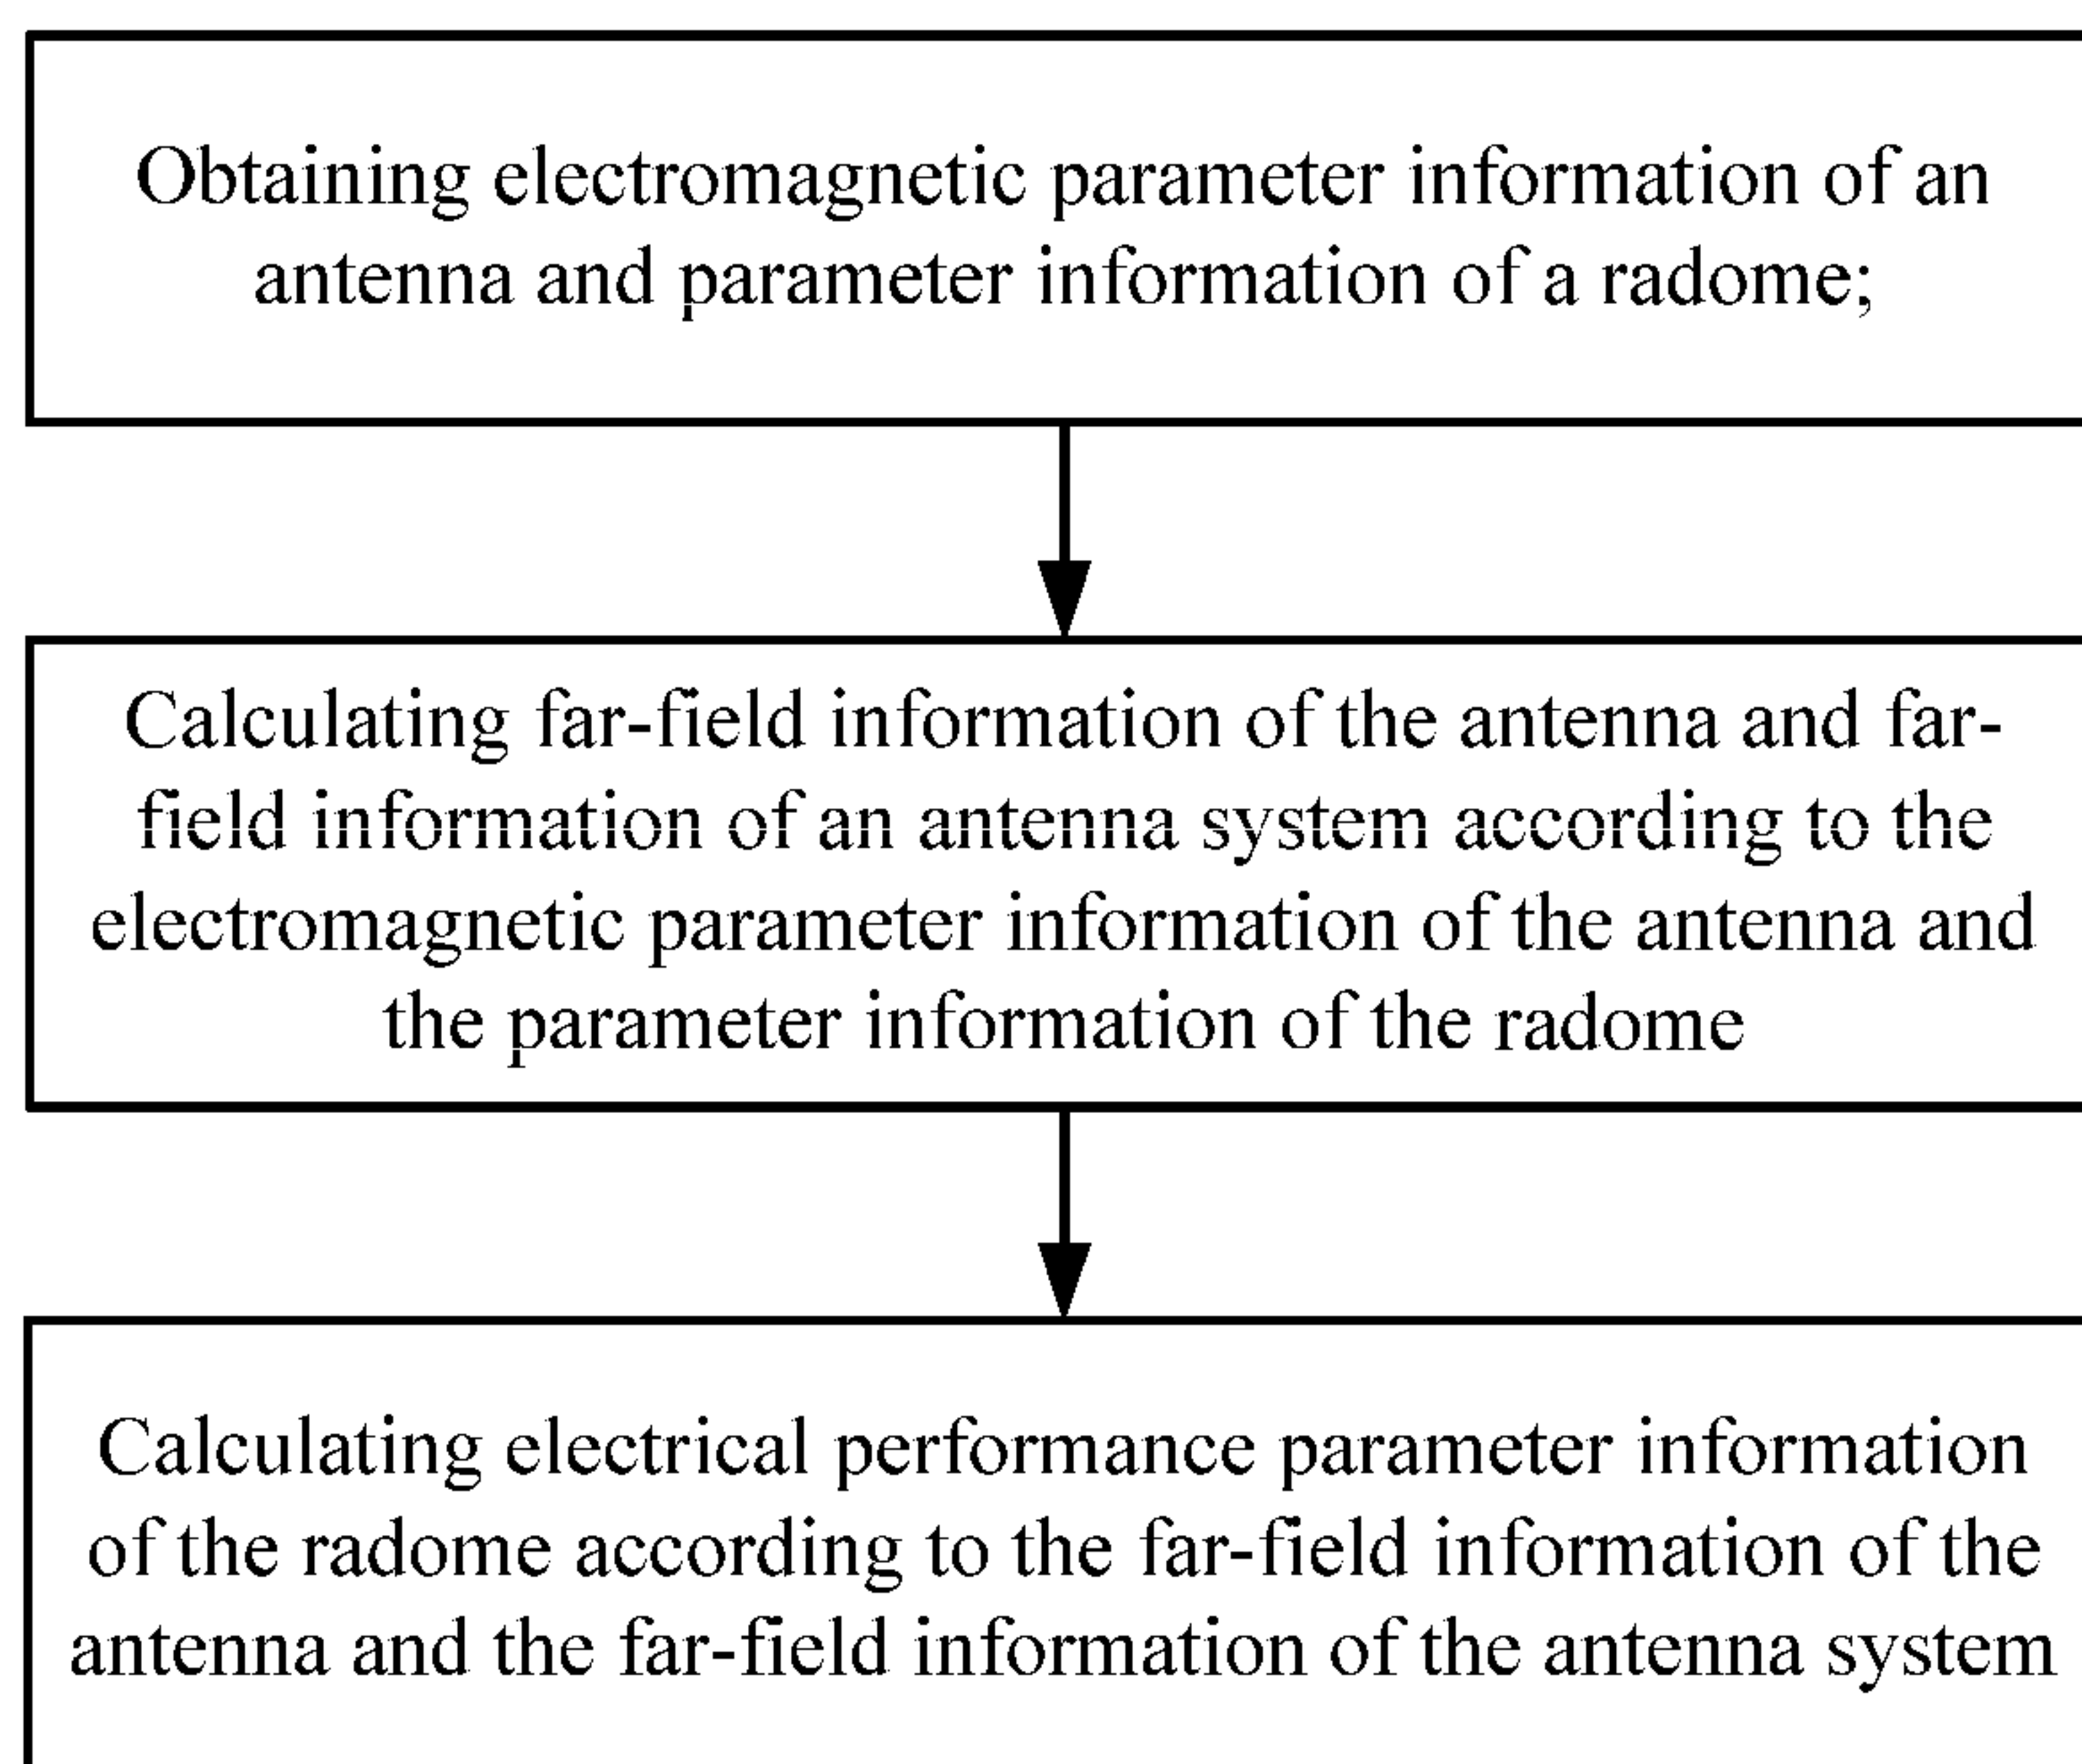 Obtaining electromagnetic parameter information of an
antenna and parameter information of a radome;
Calculating far-field information of the antenna and far-
field information of an antenna system according to the
electromagnetic parameter information of the antenna and
the parameter information of the radome
Calculating electrical performance parameter information
of the radome according to the far-field information of the
antenna and the far-field information of the antenna system